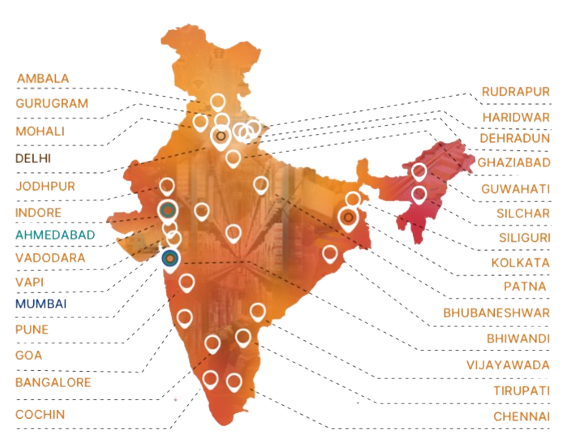 AMBALA
GURUGRAM
MOHALI
DELHI
JODHPUR
INDORE
AHMEDABAD
VADODARA
VAPI
MUMBAI
PUNE
GOA
BANGALORE
COCHIN
RUDRAPUR
HARIDWAR
DEHRADUN
GHAZIABAD
GUWAHATI
SILCHAR
SILIGURI
KOLKATA
PATNA
BHUBANESHWAR
BHIWANDI
VIJAYAWADA
TIRUPATI
CHENNAI